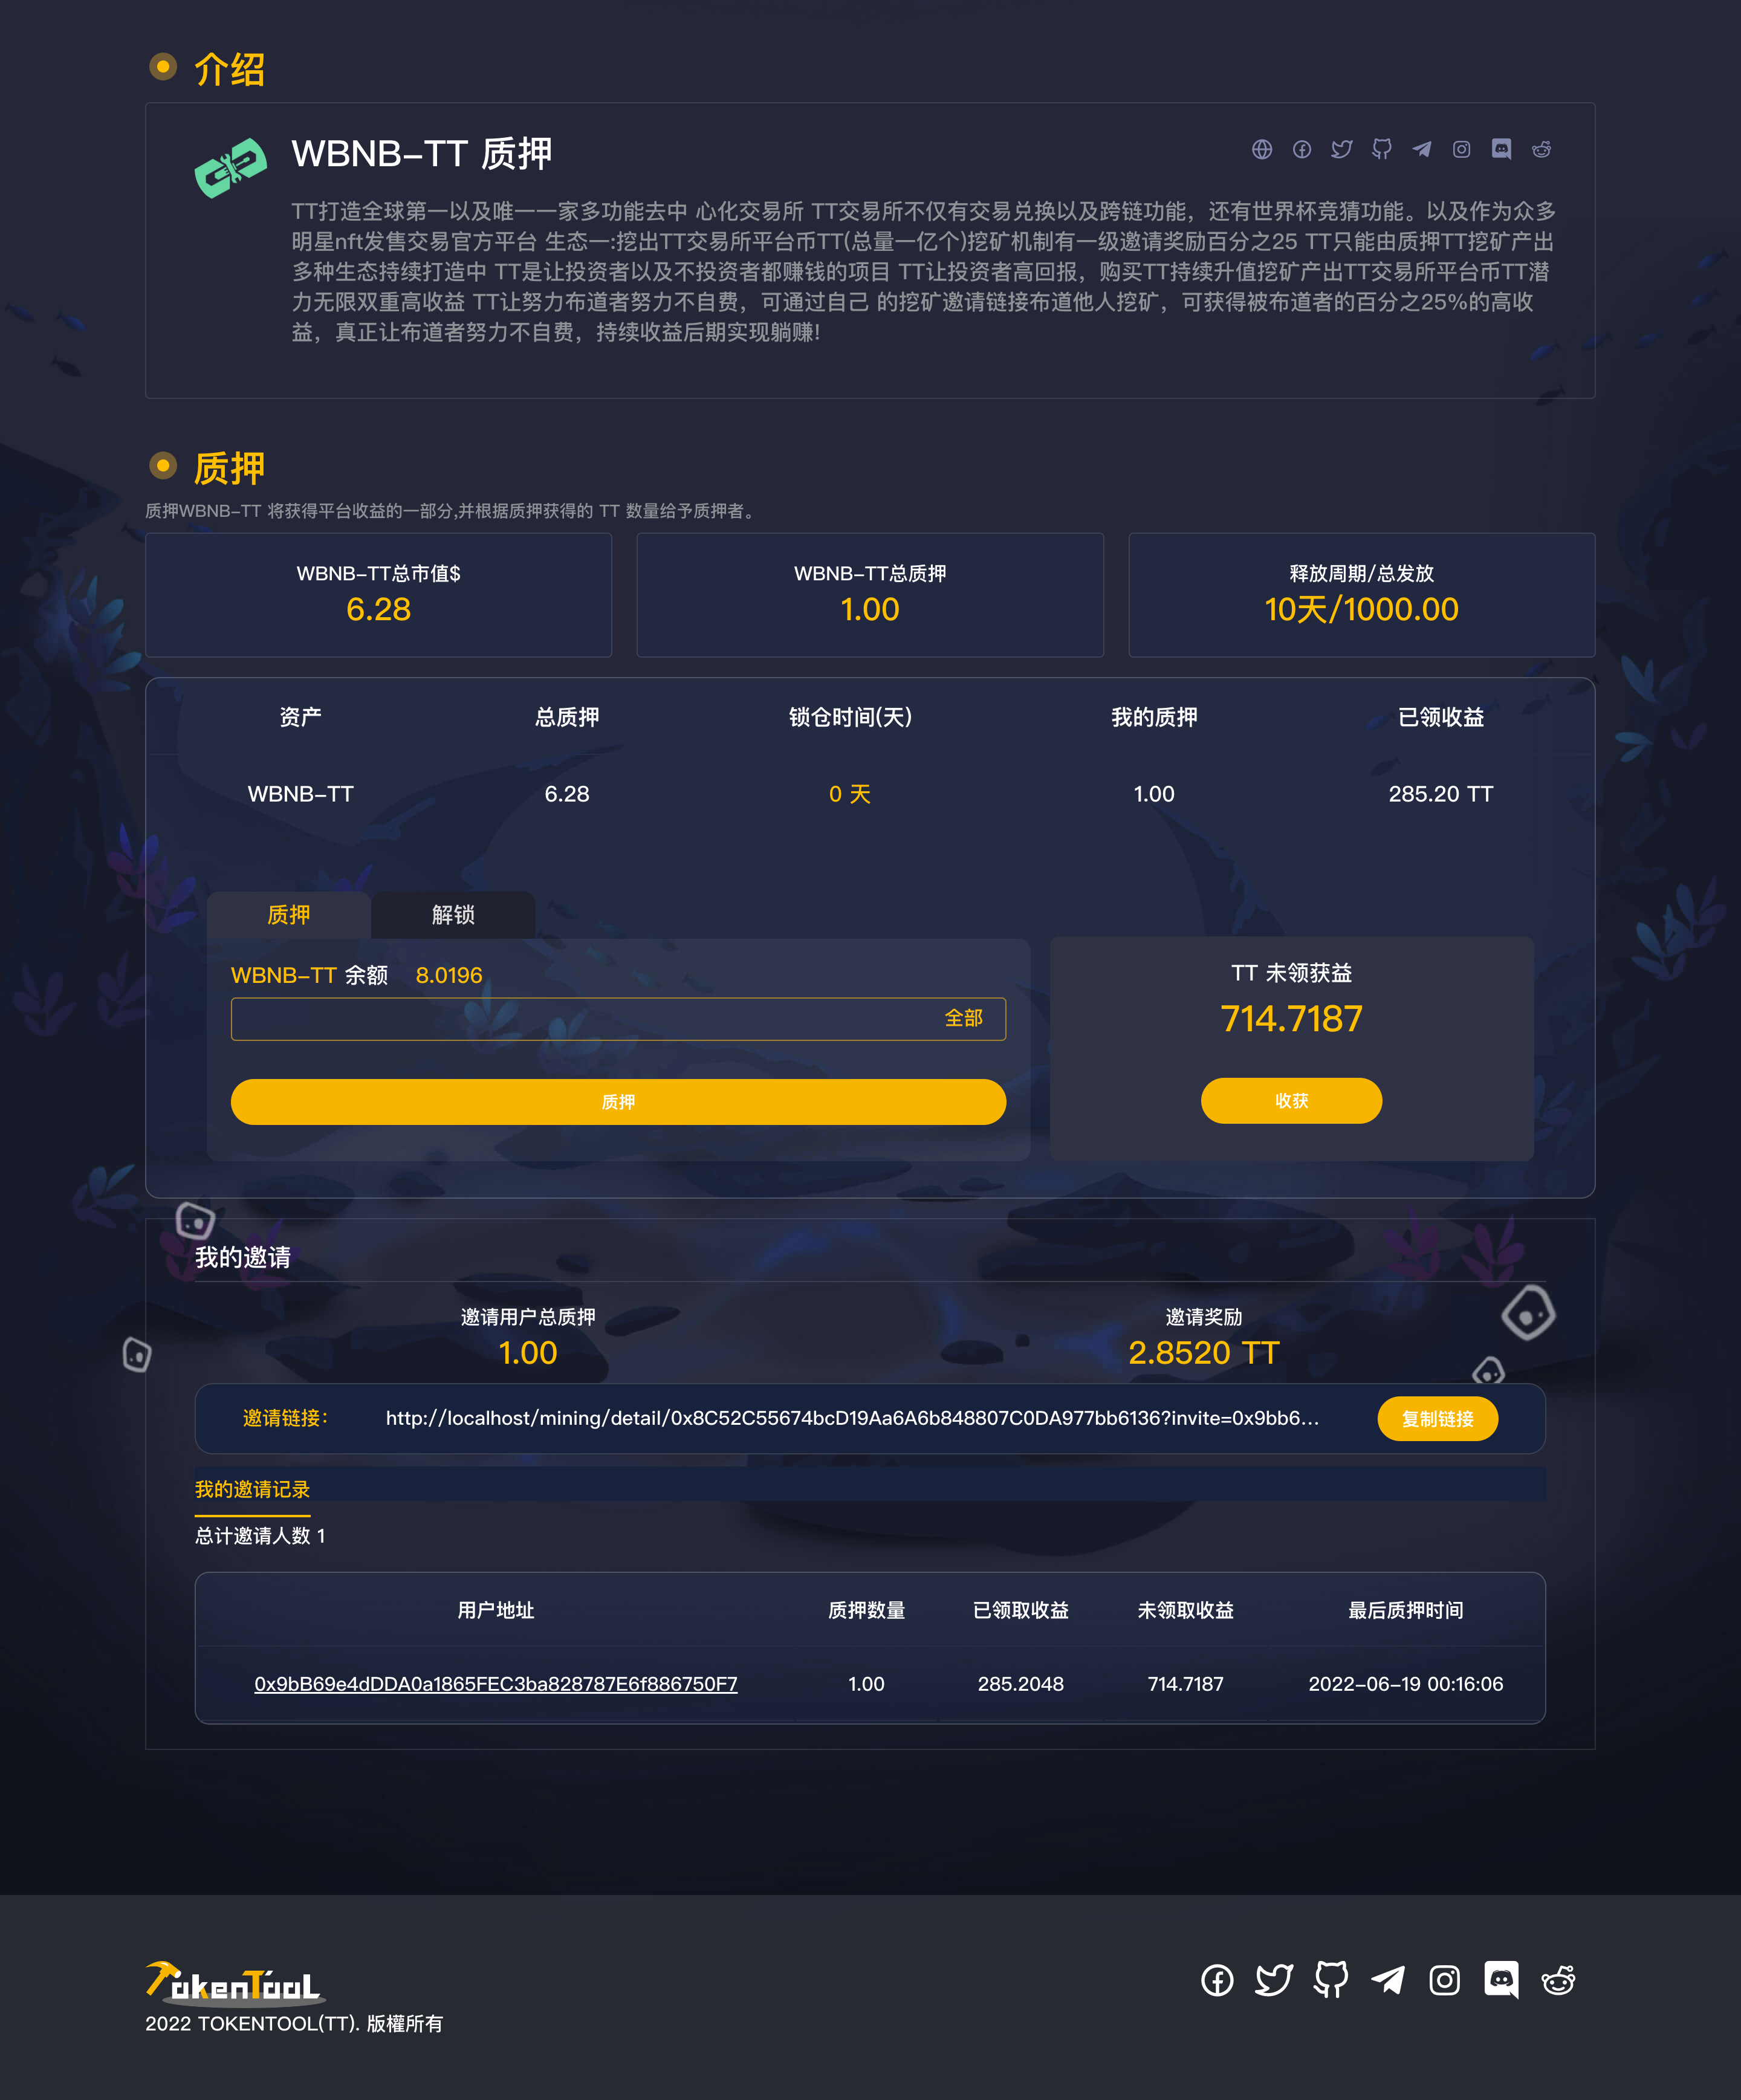 介绍
WBNB-TT 质押
TT打造全球第一以及唯一一家多功能去中 心化交易所 TT交易所不仅有交易兑换以及跨链功能，还有世界杯竞猜功能。以及作为众多
明星nft发售交易官方平台 生态一:挖出TT交易所平台币TT(总量一亿个)挖矿机制有一级邀请奖励百分之25 TT只能由质押TT挖矿产出
多种生态持续打造中 TT是让投资者以及不投资者都赚钱的项目 TT让投资者高回报，购买TT持续升值挖矿产出TT交易所平台币TT潜
力无限双重高收益 TT让努力布道者努力不自费，可通过自己 的挖矿邀请链接布道他人挖矿，可获得被布道者的百分之25%的高收
益，真正让布道者努力不自费，持续收益后期实现躺赚!
质押
质押WBNB-TT 将获得平台收益的一部分,并根据质押获得的 TT 数量给予质押者。
WBNB-TT总市值$ WBNB-TT总质押 释放周期/总发放
6.28 1.00 10天/1000.00
资产 总质押 锁仓时间(天) 我的质押 已领收益
WBNB-TT 6.28 0 天 1.00 285.20 TT
质押 解锁
WBNB-TT 余额 8.0196
全部
质押
TT 未领获益
714.7187
收获
我的邀请
邀请用户总质押 邀请奖励
1.00 2.8520 TT
邀请链接： http://localhost/mining/detail/0x8C52C55674bcD19Aa6A6b848807C0DA977bb6136?invite=0x9bb6... 复制链接
我的邀请记录
总计邀请人数 1
用户地址 质押数量 已领取收益 未领取收益 最后质押时间
0x9bB69e4dDDA0a1865FEC3ba828787E6f886750F7 1.00 285.2048 714.7187 2022-06-19 00:16:06
TokenTool
2022 TOKENTOOL(TT). 版權所有